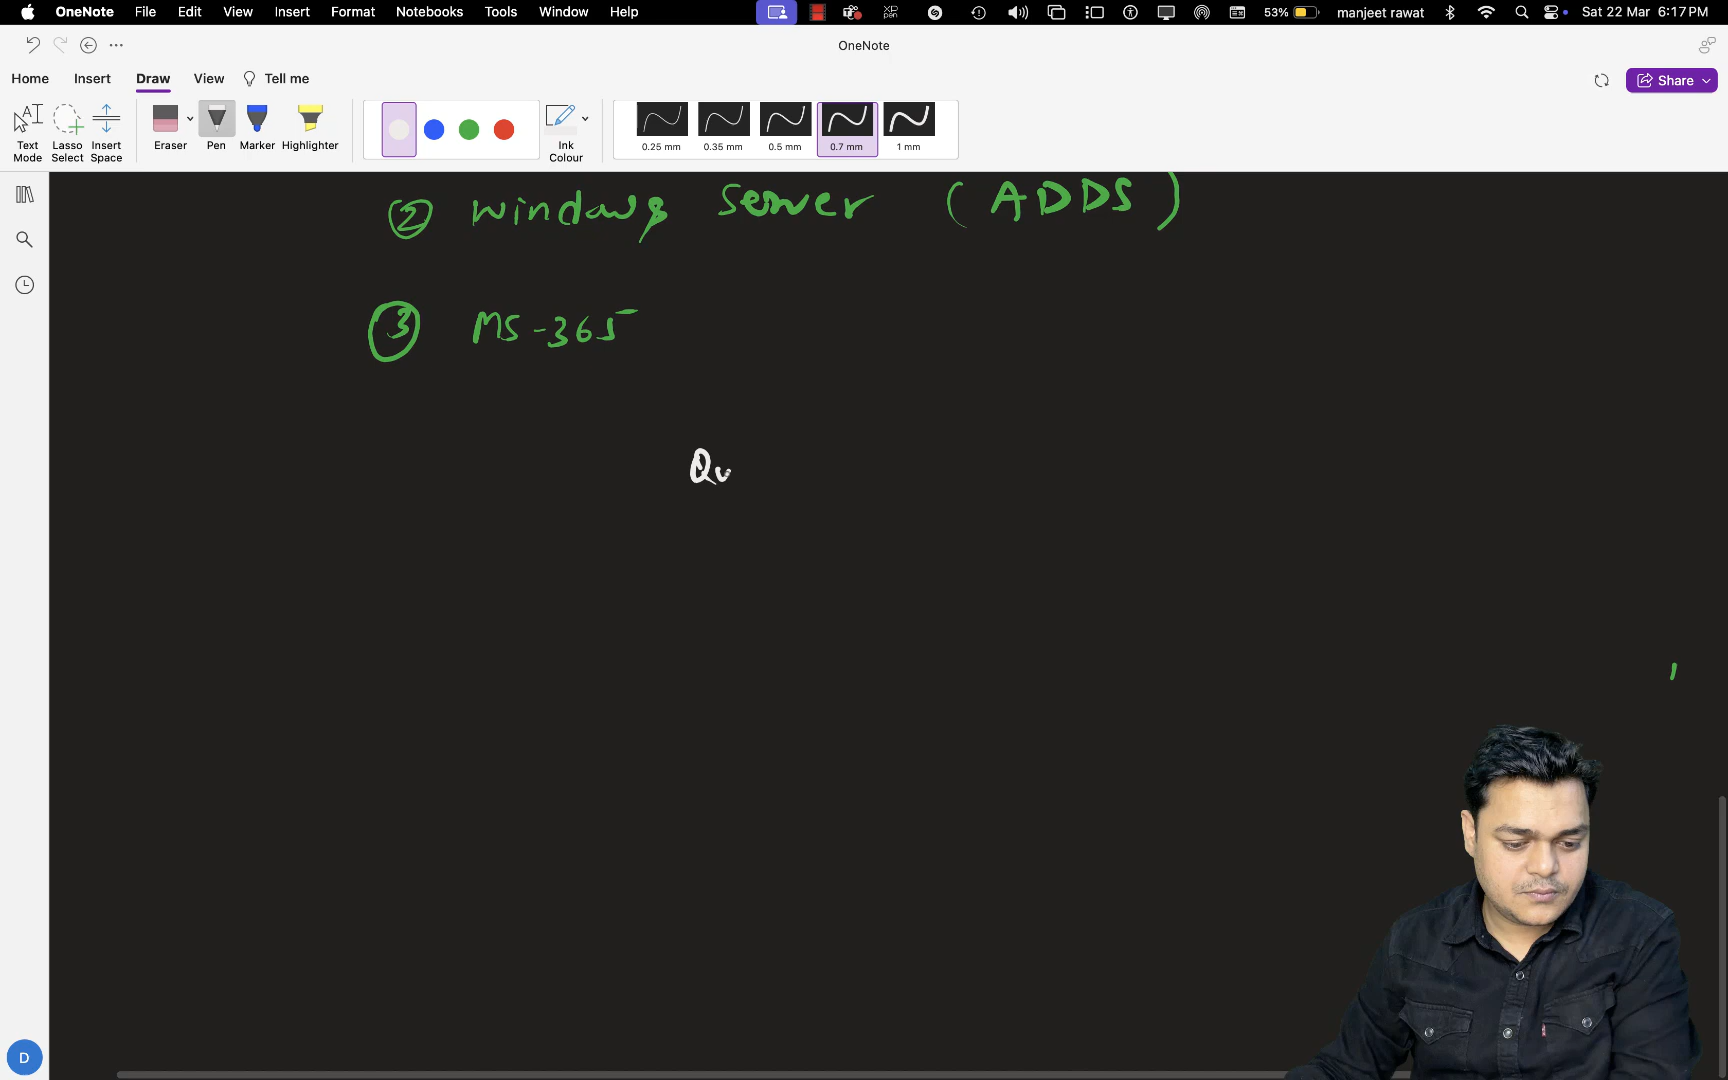 OneNote File Edit View Insert Format Notebooks Tools Window Help XP pen 53% manjeet rawat Sat 22 Mar 6:17 PM
OneNote
Home Insert Draw View Tell me Share
Text Mode Lasso Select Insert Space Eraser Pen Marker Highlighter Ink Colour 0.25 mm 0.35 mm 0.5 mm 0.7 mm 1 mm
② Windows Server (ADDS)
③ MS-365
Qu
D